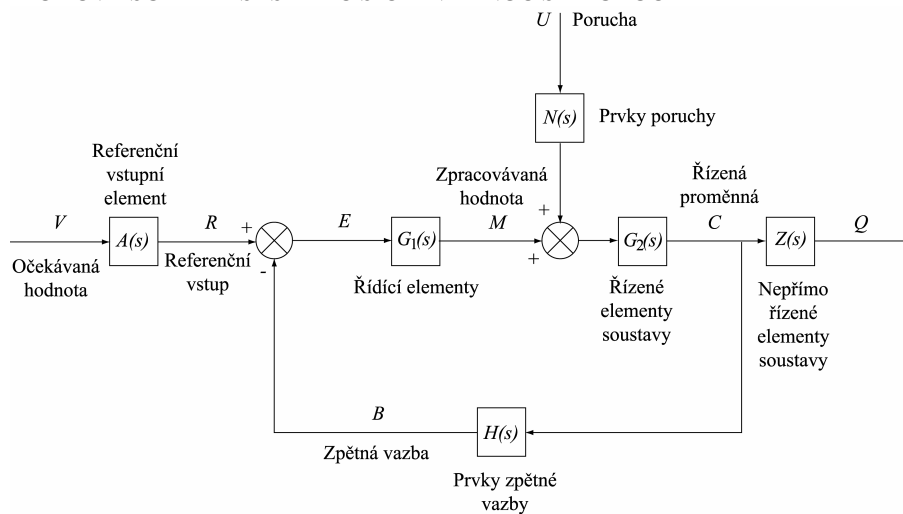 U Porucha
N(s)
Prvky poruchy
Referenční
vstupní
element
Zpracovávaná
hodnota
Řízená
proměnná
V
A(s)
R
+
E
G1(s)
M
+
+
G2(s)
C
Z(s)
Q
Očekávaná
hodnota
Referenční
vstup
-
Řídící elementy
Řízené
elementy
soustavy
Nepřímo
řízené
elementy
soustavy
B
H(s)
Zpětná vazba
Prvky zpětné
vazby